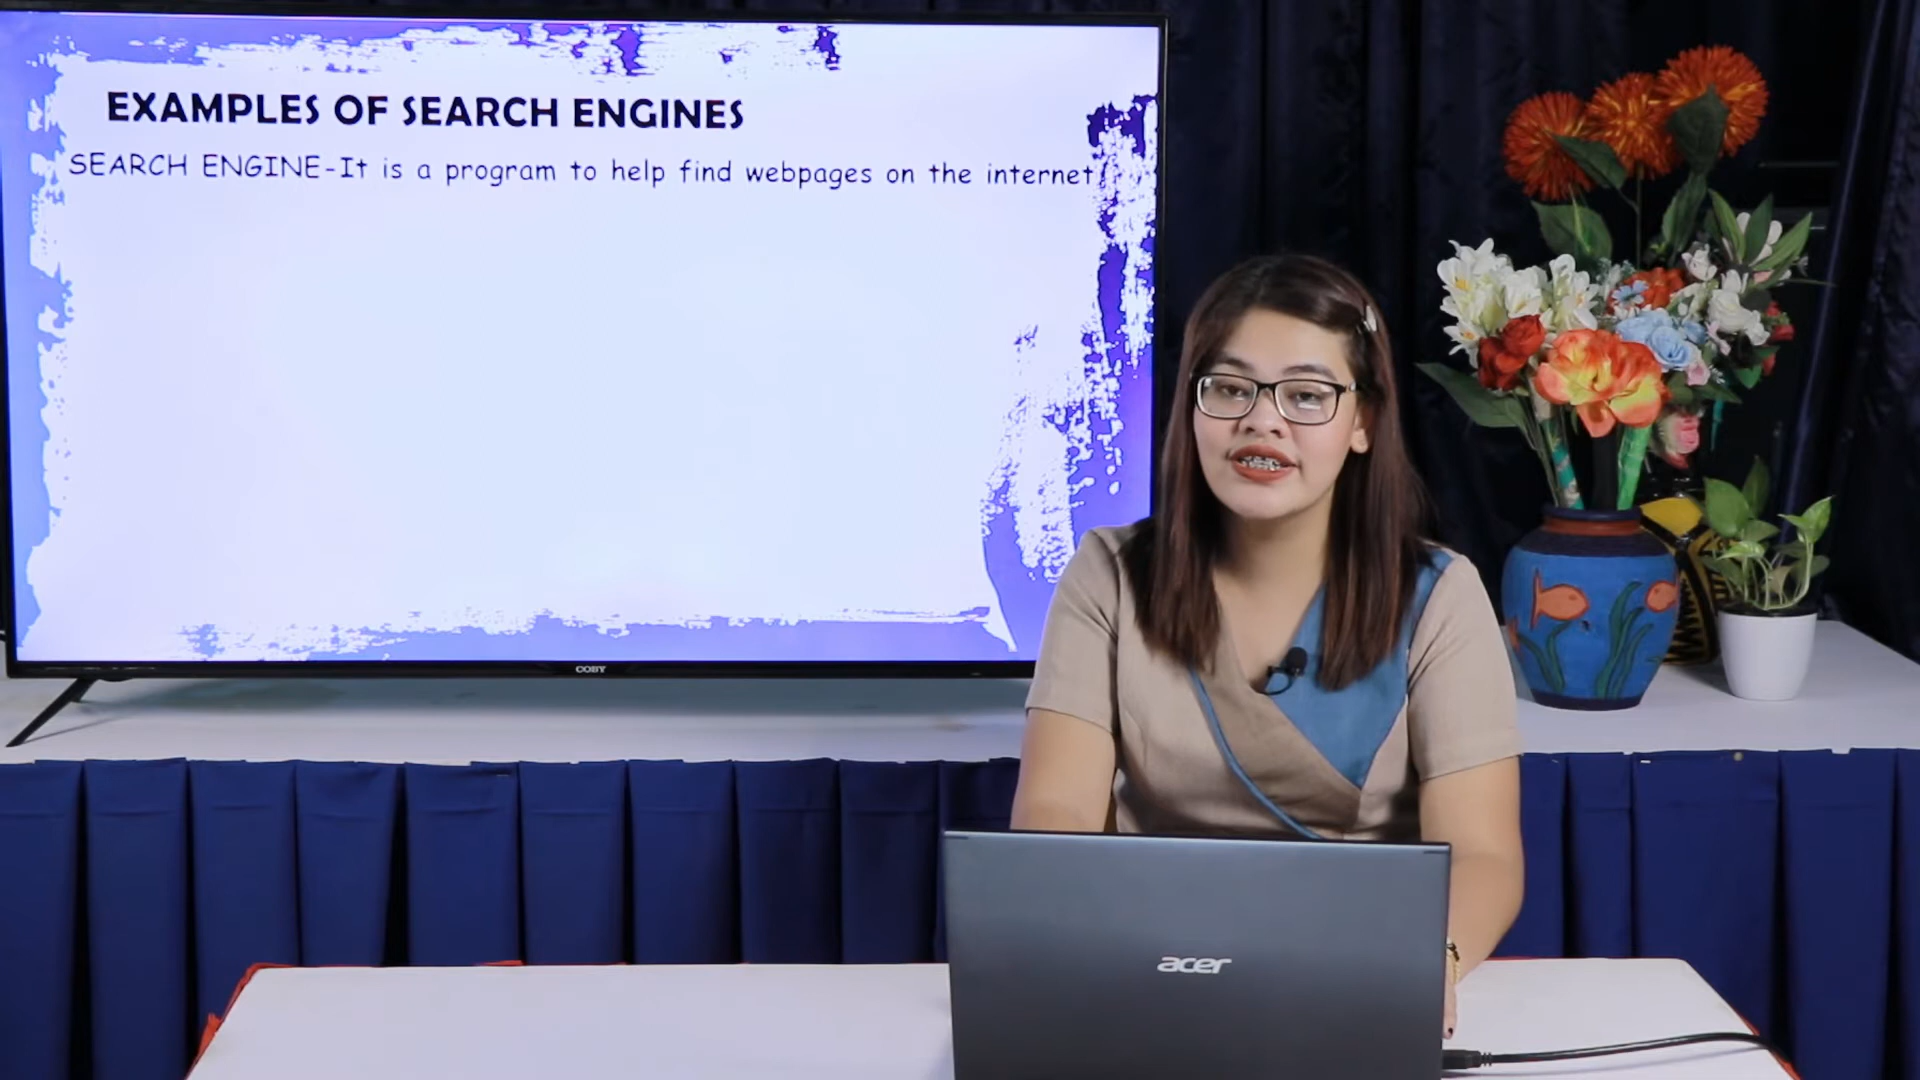 EXAMPLES OF SEARCH ENGINES
SEARCH ENGINE-It is a program to help find webpages on the internet
COBY
acer